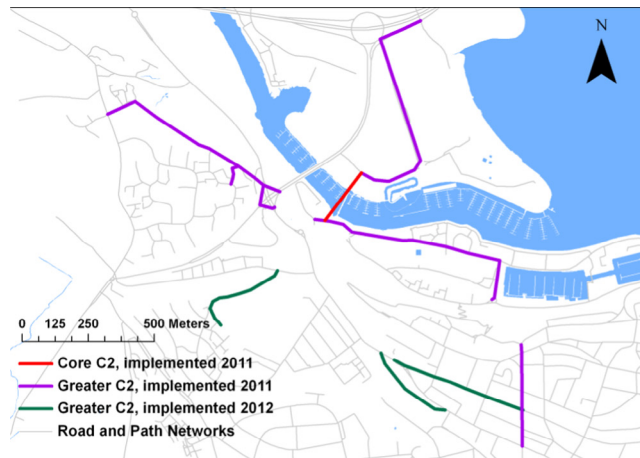 N
0 125 250 500 Meters
Core C2, implemented 2011
Greater C2, implemented 2011
Greater C2, implemented 2012
Road and Path Networks